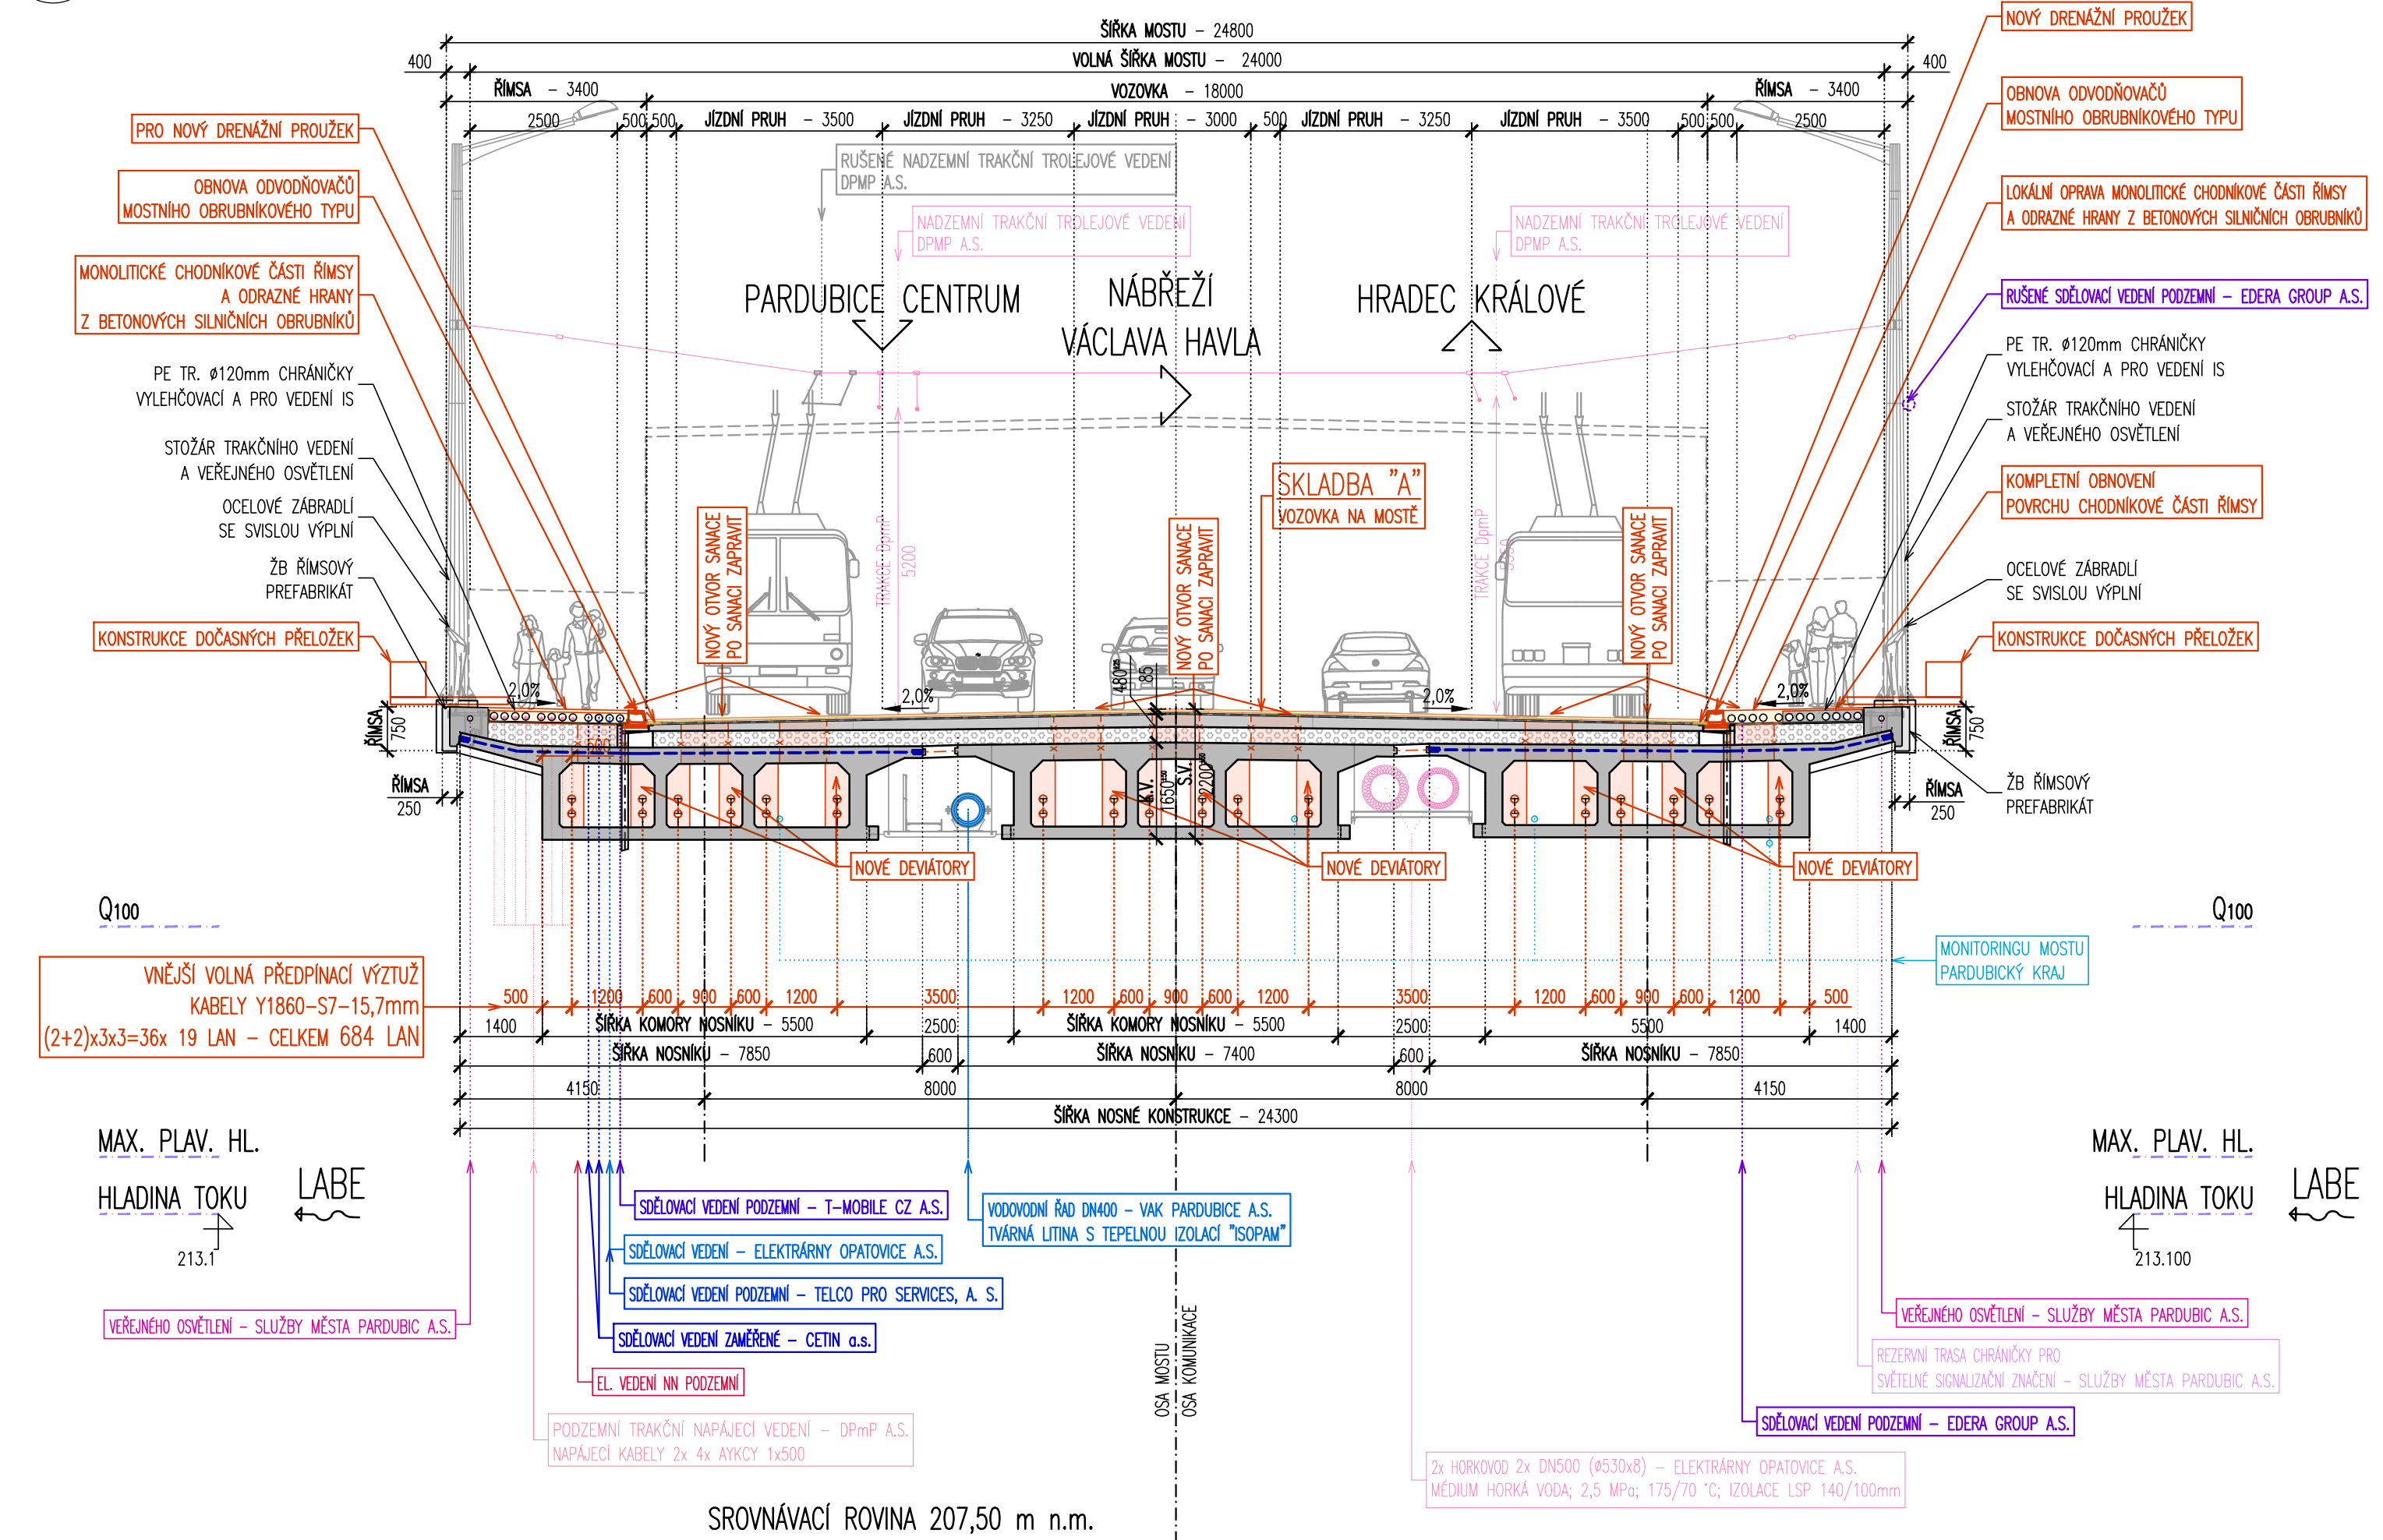 ŠÍŘKA MOSTU – 24800
VOLNÁ ŠÍŘKA MOSTU – 24000
400
400
ŘÍMSA – 3400
VOZOVKA – 18000
ŘÍMSA – 3400
2500
500
500
JÍZDNÍ PRUH – 3500
JÍZDNÍ PRUH – 3250
JÍZDNÍ PRUH – 3000
500
JÍZDNÍ PRUH – 3250
JÍZDNÍ PRUH – 3500
500
500
2500
PRO NOVÝ DRENÁŽNÍ PROUŽEK
OBNOVA ODVODŇOVAČŮ
MOSTNÍHO OBRUBNÍKOVÉHO TYPU
MONOLITICKÉ CHODNÍKOVÉ ČÁSTI ŘÍMSY
A ODRAZNÉ HRANY
Z BETONOVÝCH SILNIČNÍCH OBRUBNÍKŮ
PE TR. ø120mm CHRÁNIČKY
VYLEHČOVACÍ A PRO VEDENÍ IS
STOŽÁR TRAKČNÍHO VEDENÍ
A VEŘEJNÉHO OSVĚTLENÍ
OCELOVÉ ZÁBRADLÍ
SE SVISLOU VÝPLNÍ
ŽB ŘÍMSOVÝ
PREFABRIKÁT
KONSTRUKCE DOČASNÝCH PŘELOŽEK
RUŠENÉ NADZEMNÍ TRAKČNÍ TROLEJOVÉ VEDENÍ
DPMP A.S.
NADZEMNÍ TRAKČNÍ TROLEJOVÉ VEDENÍ
DPMP A.S.
NADZEMNÍ TRAKČNÍ TROLEJOVÉ VEDENÍ
DPMP A.S.
PARDUBICE CENTRUM
NÁBŘEŽÍ
VÁCLAVA HAVLA
HRADEC KRÁLOVÉ
SKLADBA "A"
VOZOVKA NA MOSTĚ
NOVÝ OTVOR SANACE
PO SANACI ZAPRAVIT
TRAKCE DpmP
5200
NOVÝ OTVOR SANACE
PO SANACI ZAPRAVIT
TRAKCE DpmP
NOVÝ OTVOR SANACE
PO SANACI ZAPRAVIT
NOVÝ DRENÁŽNÍ PROUŽEK
OBNOVA ODVODŇOVAČŮ
MOSTNÍHO OBRUBNÍKOVÉHO TYPU
LOKÁLNÍ OPRAVA MONOLITICKÉ CHODNÍKOVÉ ČÁSTI ŘÍMSY
A ODRAZNÉ HRANY Z BETONOVÝCH SILNIČNÍCH OBRUBNÍKŮ
RUŠENÉ SDĚLOVACÍ VEDENÍ PODZEMNÍ – EDERA GROUP A.S.
PE TR. ø120mm CHRÁNIČKY
VYLEHČOVACÍ A PRO VEDENÍ IS
STOŽÁR TRAKČNÍHO VEDENÍ
A VEŘEJNÉHO OSVĚTLENÍ
KOMPLETNÍ OBNOVENÍ
POVRCHU CHODNÍKOVÉ ČÁSTI ŘÍMSY
OCELOVÉ ZÁBRADLÍ
SE SVISLOU VÝPLNÍ
KONSTRUKCE DOČASNÝCH PŘELOŽEK
ŽB ŘÍMSOVÝ
PREFABRIKÁT
2,0%
2,0%
2,0%
2,0%
85
ŘÍMSA
750
ŘÍMSA
750
500
ŘÍMSA
250
ŘÍMSA
250
K.V.
S.V.
NOVÉ DEVIÁTORY
NOVÉ DEVIÁTORY
NOVÉ DEVIÁTORY
Q100
Q100
MONITORINGU MOSTU
PARDUBICKÝ KRAJ
VNĚJŠÍ VOLNÁ PŘEDPÍNACÍ VÝZTUŽ
KABELY Y1860–S7–15,7mm
(2+2)x3x3=36x 19 LAN – CELKEM 684 LAN
500 1200 600 900 600 1200 3500 1200 600 900 600 1200 3500 1200 600 900 600 1200 500
1400 ŠÍŘKA KOMORY NOSNÍKU – 5500 2500 ŠÍŘKA KOMORY NOSNÍKU – 5500 2500 5500 1400
ŠÍŘKA NOSNÍKU – 7850 600 ŠÍŘKA NOSNÍKU – 7400 600 ŠÍŘKA NOSNÍKU – 7850
4150 8000 8000 4150
ŠÍŘKA NOSNÉ KONSTRUKCE – 24300
MAX. PLAV. HL.
HLADINA TOKU
LABE
213.1
MAX. PLAV. HL.
HLADINA TOKU
LABE
213.100
SDĚLOVACÍ VEDENÍ PODZEMNÍ – T–MOBILE CZ A.S.
SDĚLOVACÍ VEDENÍ – ELEKTRÁRNY OPATOVICE A.S.
SDĚLOVACÍ VEDENÍ PODZEMNÍ – TELCO PRO SERVICES, A. S.
SDĚLOVACÍ VEDENÍ ZAMĚŘENÉ – CETIN a.s.
EL. VEDENÍ NN PODZEMNÍ
PODZEMNÍ TRAKČNÍ NAPÁJECÍ VEDENÍ – DPmP A.S.
NAPÁJECÍ KABELY 2x 4x AYKCY 1x500
VEŘEJNÉHO OSVĚTLENÍ – SLUŽBY MĚSTA PARDUBIC A.S.
VODOVODNÍ ŘAD DN400 – VAK PARDUBICE A.S.
TVÁRNÁ LITINA S TEPELNOU IZOLACÍ "ISOPAM"
OSA MOSTU
OSA KOMUNIKACE
VEŘEJNÉHO OSVĚTLENÍ – SLUŽBY MĚSTA PARDUBIC A.S.
REZERVNÍ TRASA CHRÁNIČKY PRO
SVĚTELNÉ SIGNALIZAČNÍ ZNAČENÍ – SLUŽBY MĚSTA PARDUBIC A.S.
SDĚLOVACÍ VEDENÍ PODZEMNÍ – EDERA GROUP A.S.
2x HORKOVOD 2x DN500 (ø530x8) – ELEKTRÁRNY OPATOVICE A.S.
MÉDIUM HORKÁ VODA; 2,5 MPa; 175/70 °C; IZOLACE LSP 140/100mm
SROVNÁVACÍ ROVINA 207,50 m n.m.